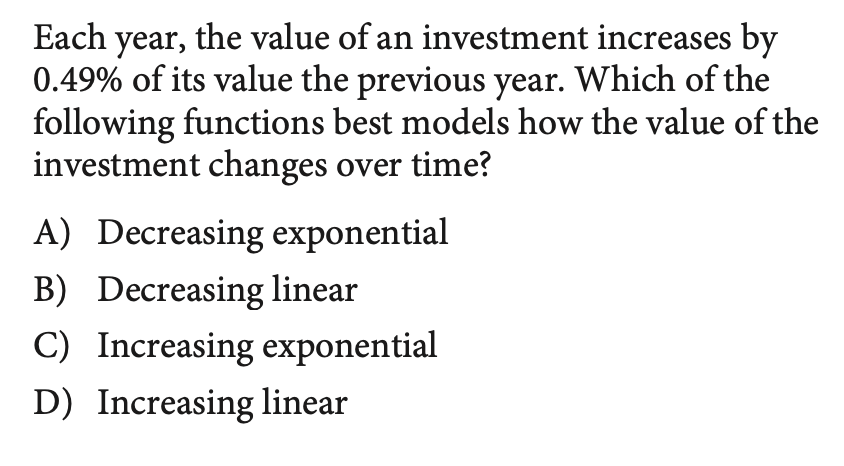 Each year, the value of an investment increases by
0.49% of its value the previous year. Which of the
following functions best models how the value of the
investment changes over time?
A) Decreasing exponential
B) Decreasing linear
C) Increasing exponential
D) Increasing linear